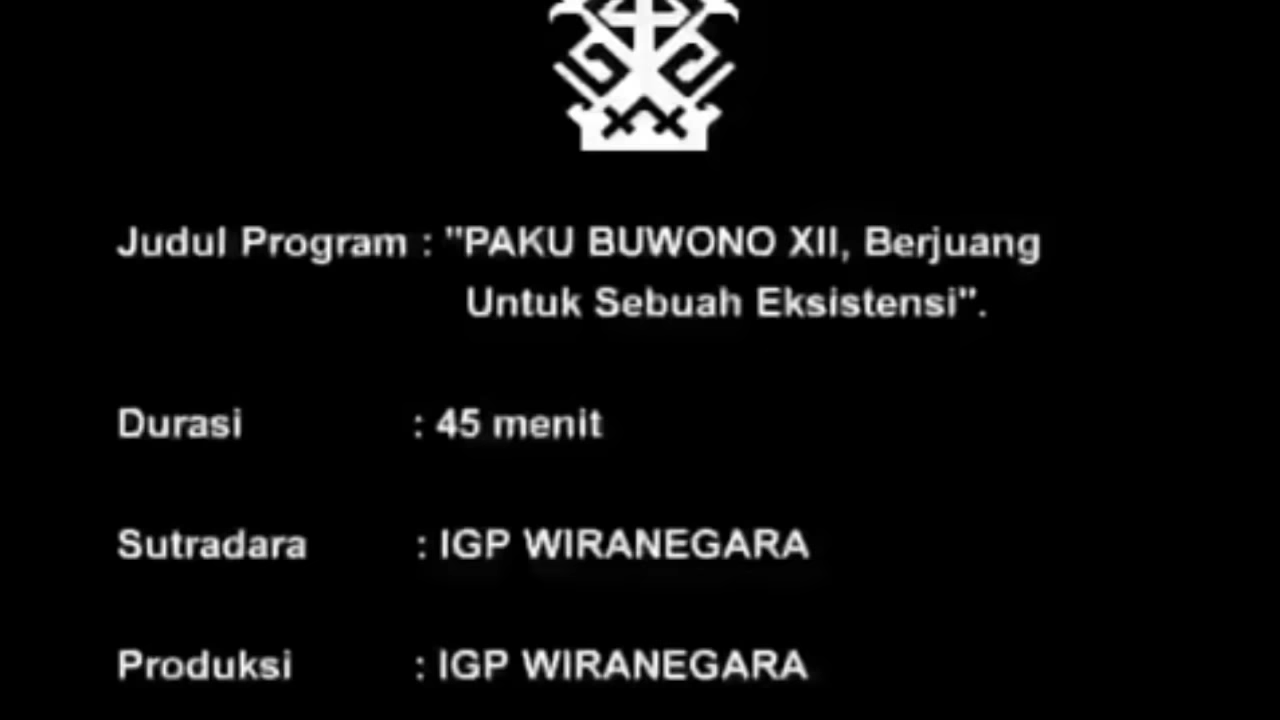 Judul Program : "PAKU BUWONO XII, Berjuang
Untuk Sebuah Eksistensi".
Durasi : 45 menit
Sutradara : IGP WIRANEGARA
Produksi : IGP WIRANEGARA